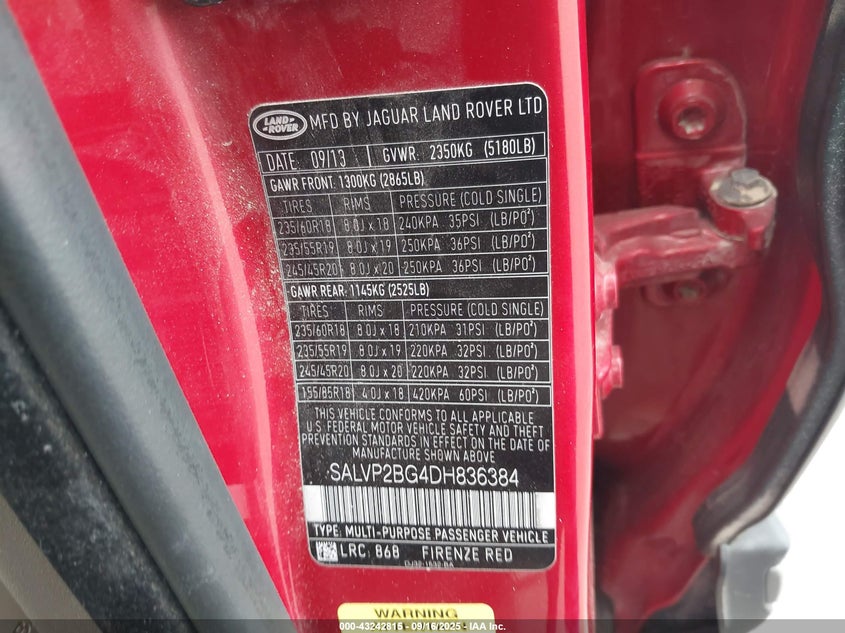 LAND-
ROVER
MFD BY JAGUAR LAND ROVER LTD
DATE: 09/13 GVWR: 2350KG (5180LB)
GAWR FRONT: 1300KG (2865LB)
TIRES RIMS PRESSURE (COLD SINGLE)
235/60R18 8.0J x 18 240KPA 35PSI (LB/PO²)
235/55R19 8.0J x 19 250KPA 36PSI (LB/PO²)
245/45R20 8.0J x 20 250KPA 36PSI (LB/PO²)
GAWR REAR: 1145KG (2525LB)
TIRES RIMS PRESSURE (COLD SINGLE)
235/60R18 8.0J x 18 210KPA 31PSI (LB/PO²)
235/55R19 8.0J x 19 220KPA 32PSI (LB/PO²)
245/45R20 8.0J x 20 220KPA 32PSI (LB/PO²)
155/85R18 4.0J x 18 420KPA 60PSI (LB/PO²)
THIS VEHICLE CONFORMS TO ALL APPLICABLE
U.S. FEDERAL MOTOR VEHICLE SAFETY AND THEFT
PREVENTION STANDARDS IN EFFECT ON THE DATE OF
MANUFACTURE SHOWN ABOVE
SALVP2BG4DH836384
TYPE: MULTI-PURPOSE PASSENGER VEHICLE
LRC: 868 FIRENZE RED
WARNING
000-43242815 - 09/16/2025 - IAA Inc.